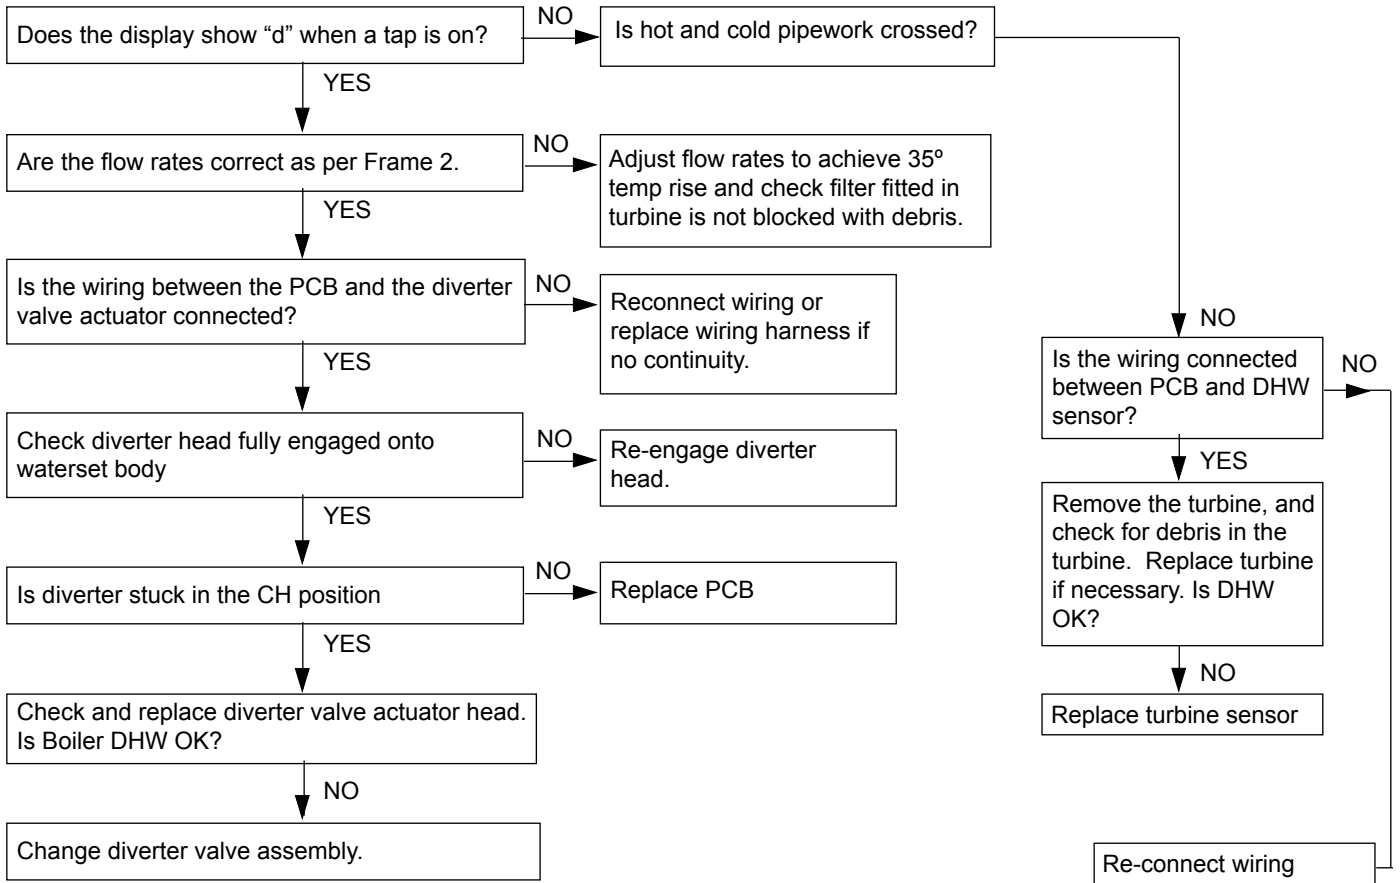 Does the display show “d” when a tap is on?
NO
Is hot and cold pipework crossed?
YES
Are the flow rates correct as per Frame 2.
NO
Adjust flow rates to achieve 35º
temp rise and check filter fitted in
turbine is not blocked with debris.
YES
Is the wiring between the PCB and the diverter
valve actuator connected?
NO
Reconnect wiring or
replace wiring harness if
no continuity.
YES
Check diverter head fully engaged onto
waterset body
NO
Re-engage diverter
head.
YES
Is diverter stuck in the CH position
NO
Replace PCB
YES
Check and replace diverter valve actuator head.
Is Boiler DHW OK?
NO
Change diverter valve assembly.
NO
Is the wiring connected
between PCB and DHW
sensor?
NO
YES
Remove the turbine, and
check for debris in the
turbine.  Replace turbine
if necessary. Is DHW
OK?
NO
Replace turbine sensor
Re-connect wiring